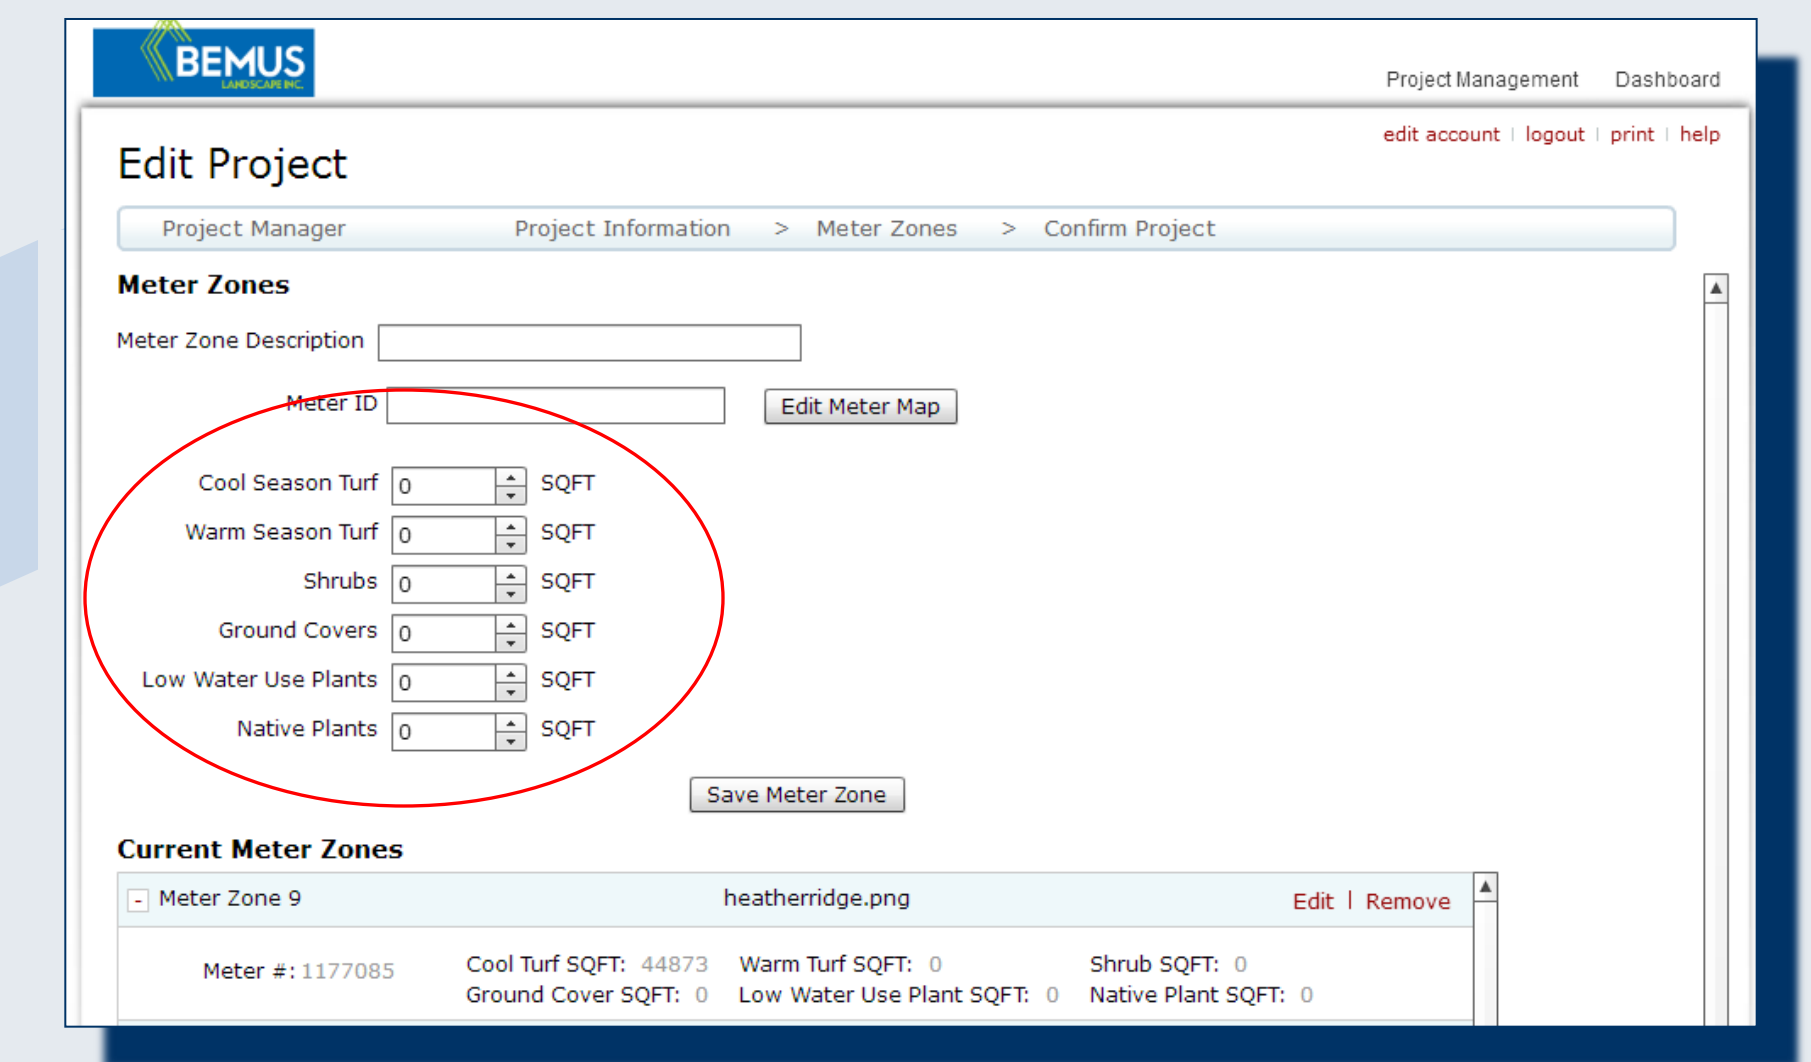 BEMUS
LANDSCAPE INC.
Project Management Dashboard
edit account | logout | print | help
Edit Project
Project Manager Project Information > Meter Zones > Confirm Project
Meter Zones
Meter Zone Description
Meter ID Edit Meter Map
Cool Season Turf 0 SQFT
Warm Season Turf 0 SQFT
Shrubs 0 SQFT
Ground Covers 0 SQFT
Low Water Use Plants 0 SQFT
Native Plants 0 SQFT
Save Meter Zone
Current Meter Zones
- Meter Zone 9 heatherridge.png Edit | Remove
Meter #: 1177085 Cool Turf SQFT: 44873 Warm Turf SQFT: 0 Shrub SQFT: 0
Ground Cover SQFT: 0 Low Water Use Plant SQFT: 0 Native Plant SQFT: 0